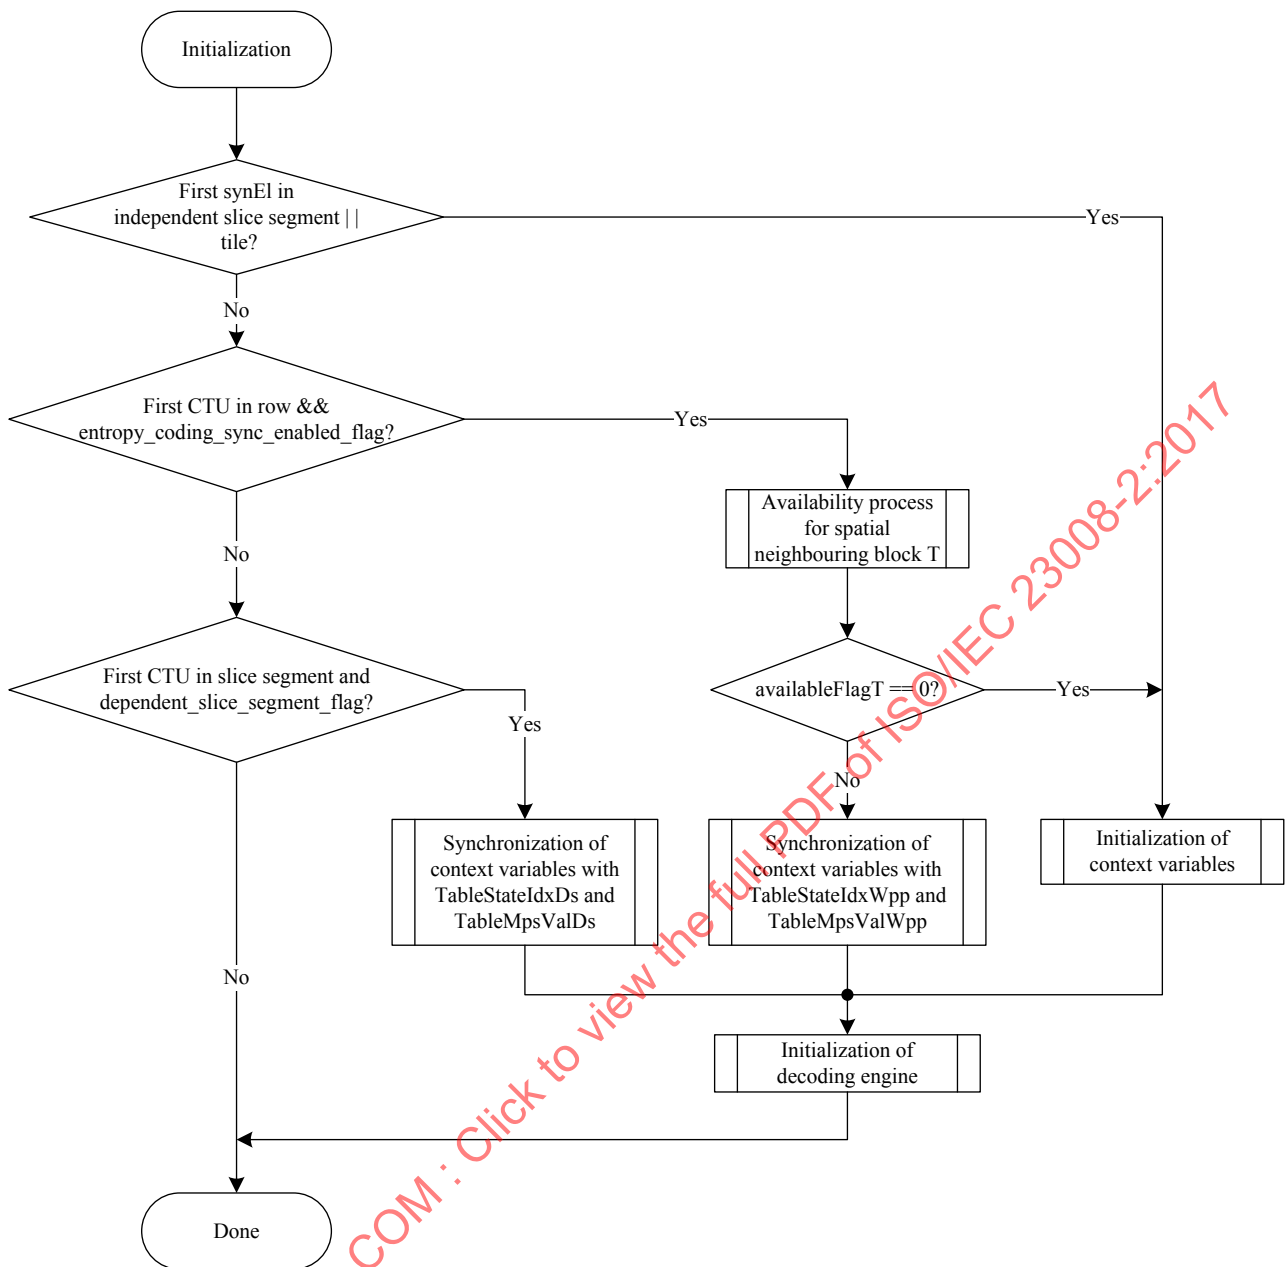 Initialization
First synEl in
independent slice segment | |
tile?
Yes
No
First CTU in row &&
entropy_coding_sync_enabled_flag?
Yes
Availability process
for spatial
neighbouring block T
No
First CTU in slice segment and
dependent_slice_segment_flag?
Yes
availableFlagT == 0?
Yes
No
Synchronization of
context variables with
TableStateIdxDs and
TableMpsValDs
Synchronization of
context variables with
TableStateIdxWpp and
TableMpsValWpp
Initialization of
context variables
No
Initialization of
decoding engine
Done
COM : Click to view the full PDF of ISO/IEC 23008-2:2017